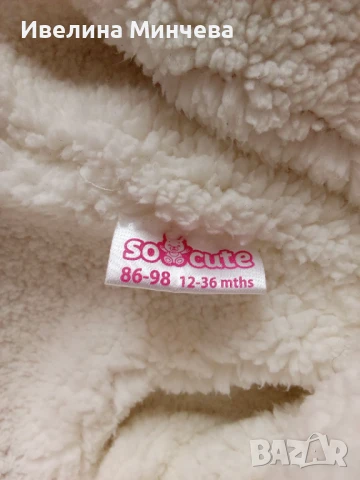 Ивелина Минчева
so cute
86-98 12-36 mths
BAZAR